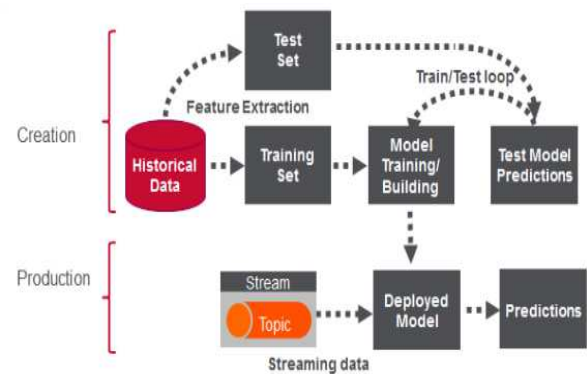 Test
Set
Train/Test loop
Feature Extraction
Creation
Historical
Data
Training
Set
Model
Training/
Building
Test Model
Predictions
Production
Stream
Topic
Deployed
Model
Predictions
Streaming data